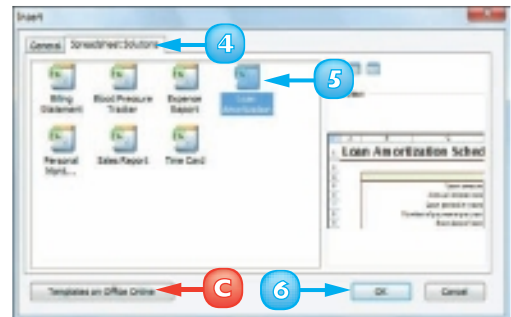 Insert
General Spreadsheet Solutions 4
5
Billing Statement
Blood Pressure Tracker
Expense Report
Loan Amortization
Personal Mont...
Sales Report
Time Card
Loan Amortization Sched
Templates on Office Online C 6 OK Cancel